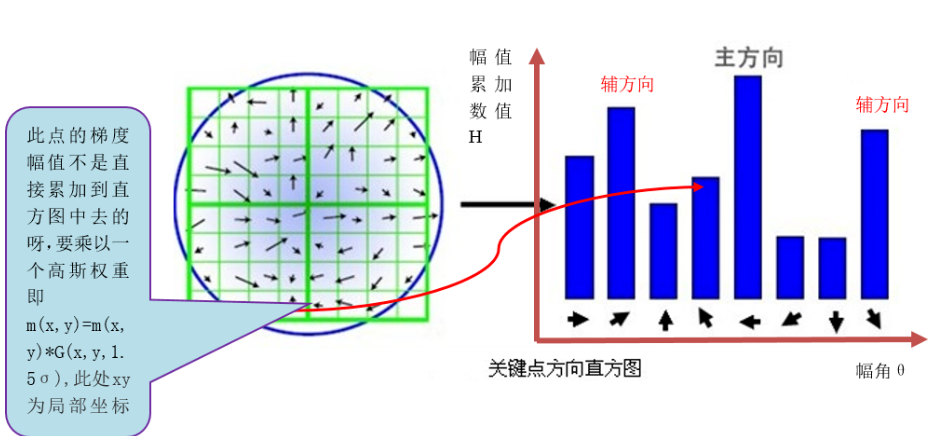 此点的梯度
幅值不是直
接累加到直
方图中去的
呀,要乘以一
个高斯权重
即
m(x,y)=m(x,
y)*G(x,y,1.
5σ),此处xy
为局部坐标
幅 值
累 加
数 值
H
主方向
辅方向
辅方向
关键点方向直方图
幅角 θ